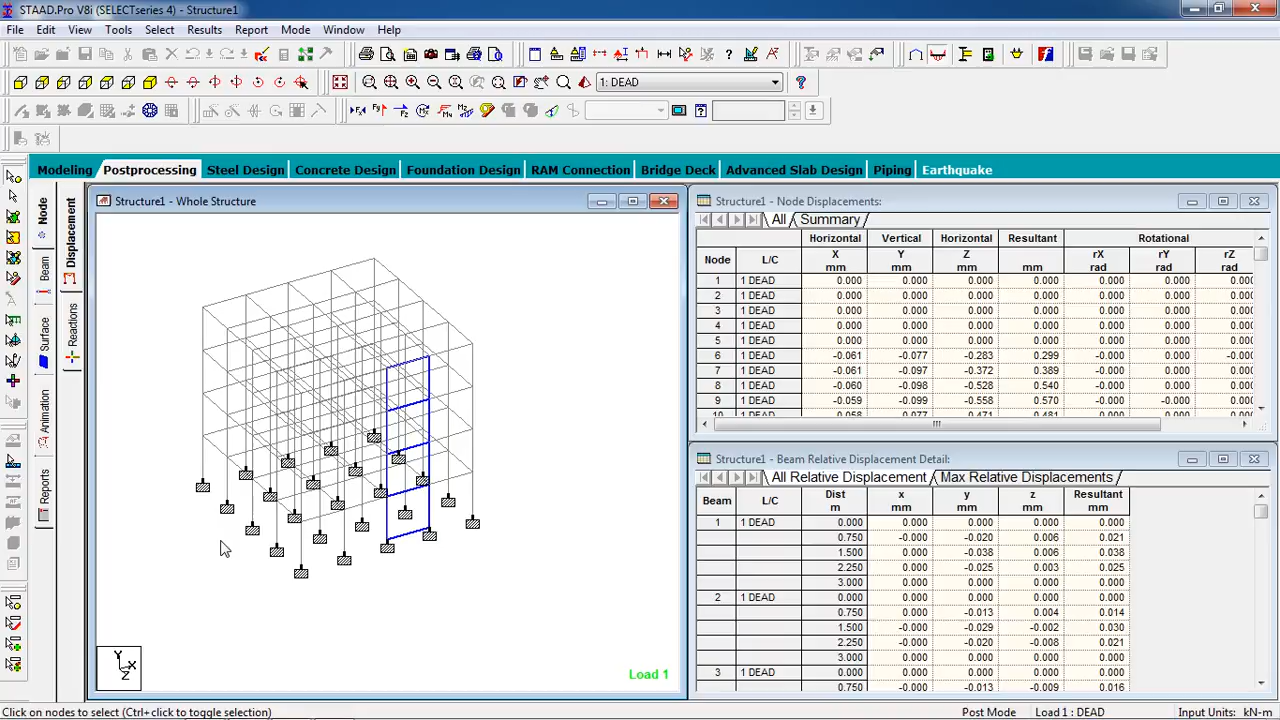 STAAD.Pro V8i (SELECTseries 4) - Structure1
File Edit View Tools Select Results Report Mode Window Help
1: DEAD
Modeling Postprocessing Steel Design Concrete Design Foundation Design RAM Connection Bridge Deck Advanced Slab Design Piping Earthquake
Node
Beam
Surface
Animation
Reports
Displacement
Reactions
Structure1 - Whole Structure
Y
X
Z
Load 1
Structure1 - Node Displacements:
All Summary
Horizontal Vertical Horizontal Resultant Rotational
Node L/C X mm Y mm Z mm mm rX rad rY rad rZ rad
1 1 DEAD 0.000 0.000 0.000 0.000 0.000 0.000 0.000
2 1 DEAD 0.000 0.000 0.000 0.000 0.000 0.000 0.000
3 1 DEAD 0.000 0.000 0.000 0.000 0.000 0.000 0.000
4 1 DEAD 0.000 0.000 0.000 0.000 0.000 0.000 0.000
5 1 DEAD 0.000 0.000 0.000 0.000 0.000 0.000 0.000
6 1 DEAD -0.061 -0.077 -0.283 0.299 -0.000 0.000 -0.000
7 1 DEAD -0.061 -0.097 -0.372 0.389 -0.000 0.000 0.000
8 1 DEAD -0.060 -0.098 -0.528 0.540 -0.000 0.000 0.000
9 1 DEAD -0.059 -0.099 -0.558 0.570 -0.000 -0.000 0.000
Structure1 - Beam Relative Displacement Detail:
All Relative Displacement Max Relative Displacements
Beam L/C Dist m x mm y mm z mm Resultant mm
1 1 DEAD 0.000 0.000 0.000 0.000 0.000
0.750 -0.000 -0.020 0.006 0.021
1.500 -0.000 -0.038 0.006 0.038
2.250 -0.000 -0.025 0.003 0.025
3.000 0.000 0.000 0.000 0.000
2 1 DEAD 0.000 0.000 0.000 0.000 0.000
0.750 0.000 -0.013 0.004 0.014
1.500 -0.000 -0.029 -0.002 0.030
2.250 -0.000 -0.020 -0.008 0.021
3.000 0.000 0.000 0.000 0.000
3 1 DEAD 0.000 0.000 0.000 0.000 0.000
0.750 -0.000 -0.013 -0.009 0.016
Click on nodes to select (Ctrl+click to toggle selection) Post Mode Load 1 : DEAD Input Units: kN-m